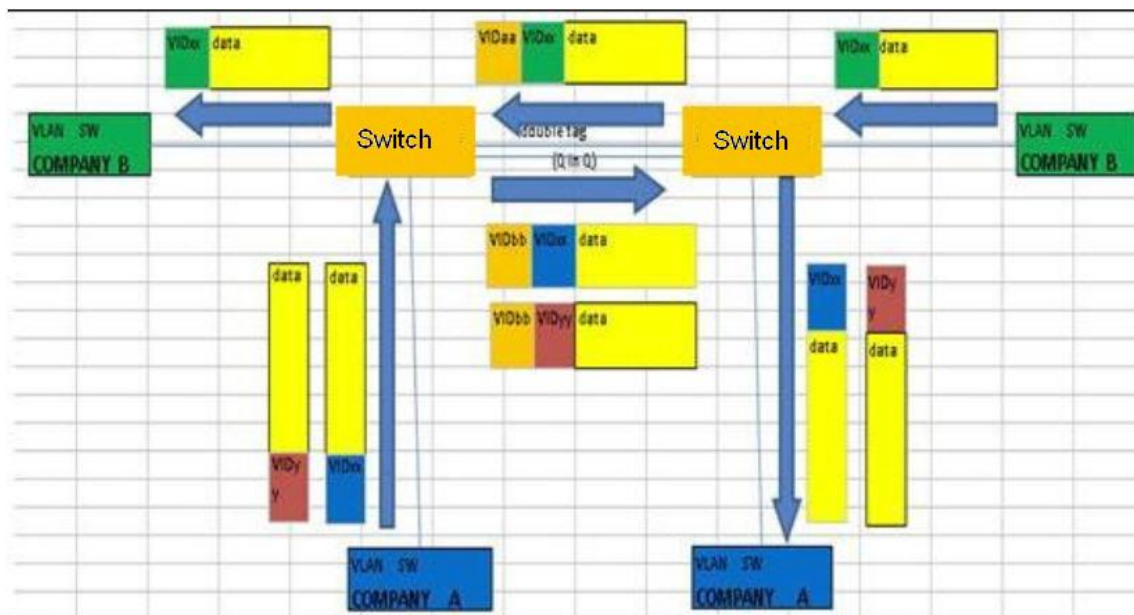 VIDxx data
VIDaa VIDxx data
VIDxx data
VLAN SW
COMPANY B
Switch
double tag
(Q in Q)
Switch
VLAN SW
COMPANY B
VIDbb VIDxx data
VIDbb VIDyy data
data
VIDy
y
data
VIDxx
VIDxx
data
VIDy
y
data
VLAN SW
COMPANY A
VLAN SW
COMPANY A